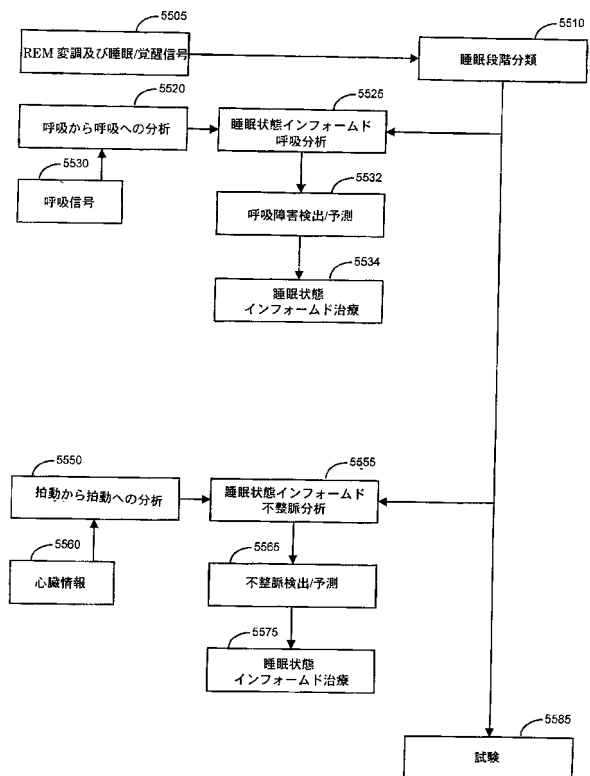 5505
REM 変調及び睡眠/覚醒信号
5510
睡眠段階分類
5520
呼吸から呼吸への分析
5525
睡眠状態インフォームド
呼吸分析
5530
呼吸信号
5532
呼吸障害検出/予測
5534
睡眠状態
インフォームド治療
5550
拍動から拍動への分析
5555
睡眠状態インフォームド
不整脈分析
5560
心臓情報
5565
不整脈検出/予測
5575
睡眠状態
インフォームド治療
5585
試験